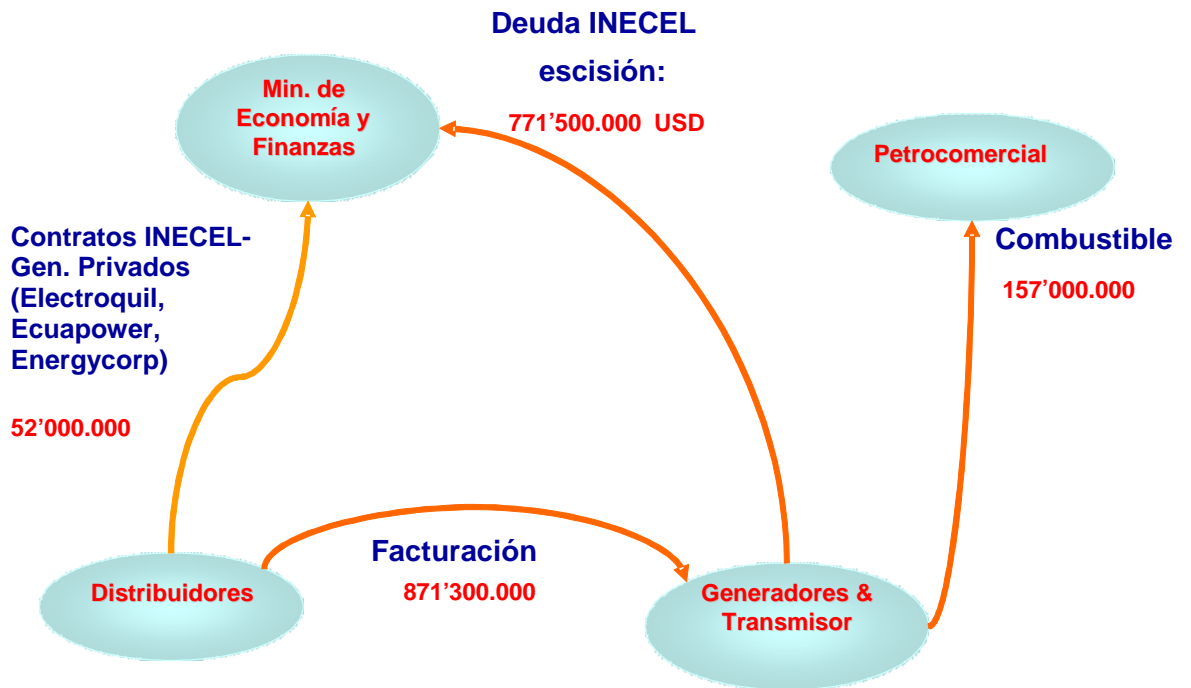 Deuda INECEL
escisión:
771’500.000 USD
Min. de
Economía y
Finanzas
Petrocomercial
Contratos INECEL-
Gen. Privados
(Electroquil,
Ecuapower,
Energycorp)
52’000.000
Combustible
157’000.000
Facturación
871’300.000
Distribuidores
Generadores &
Transmisor